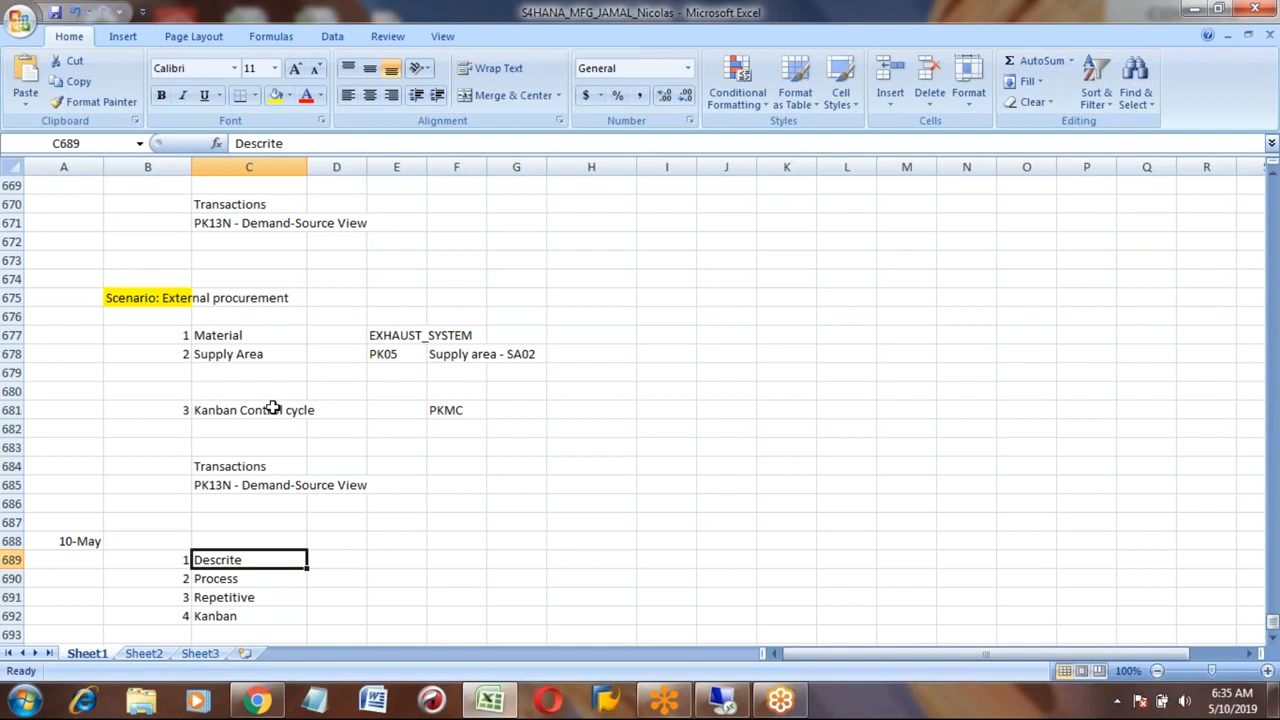 S4HANA_MFG_JAMAL_Nicolas - Microsoft Excel
Home Insert Page Layout Formulas Data Review View
Paste Cut Copy Format Painter Clipboard
Calibri 11 A A B I U A Font
Wrap Text Merge & Center Alignment
General $ % , .0 .00 .00 .0 Number
Conditional Formatting Format as Table Cell Styles Styles
Insert Delete Format Cells
Σ AutoSum Fill Clear Sort & Filter Find & Select Editing
C689 fx Descrite
A B C D E F G H I J K L M N O P Q R
669
670 Transactions
671 PK13N - Demand-Source View
672
673
674
675 Scenario: External procurement
676
677 1 Material EXHAUST_SYSTEM
678 2 Supply Area PK05 Supply area - SA02
679
680
681 3 Kanban Control cycle PKMC
682
683
684 Transactions
685 PK13N - Demand-Source View
686
687
688 10-May
689 1 Descrite
690 2 Process
691 3 Repetitive
692 4 Kanban
693
Sheet1 Sheet2 Sheet3
Ready 100%
6:35 AM
5/10/2019